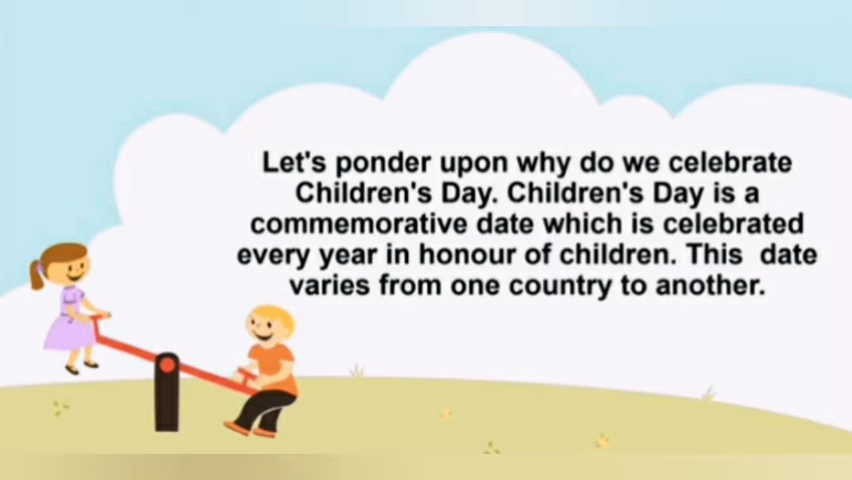 Let's ponder upon why do we celebrate
Children's Day. Children's Day is a
commemorative date which is celebrated
every year in honour of children. This  date
varies from one country to another.